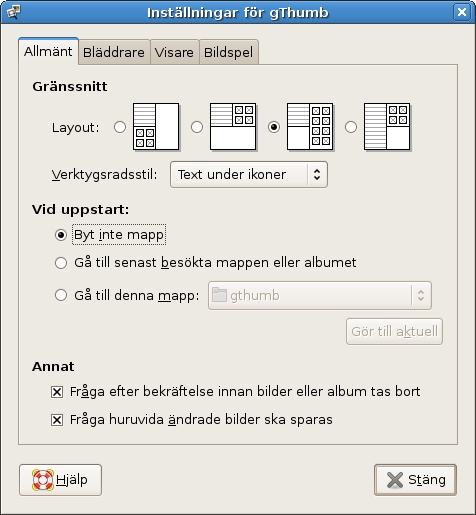 Inställningar för gThumb
Allmänt Bläddrare Visare Bildspel
Gränssnitt
Layout:
Verktygsradsstil: Text under ikoner
Vid uppstart:
Byt inte mapp
Gå till senast besökta mappen eller albumet
Gå till denna mapp: gthumb
Gör till aktuell
Annat
Fråga efter bekräftelse innan bilder eller album tas bort
Fråga huruvida ändrade bilder ska sparas
Hjälp Stäng